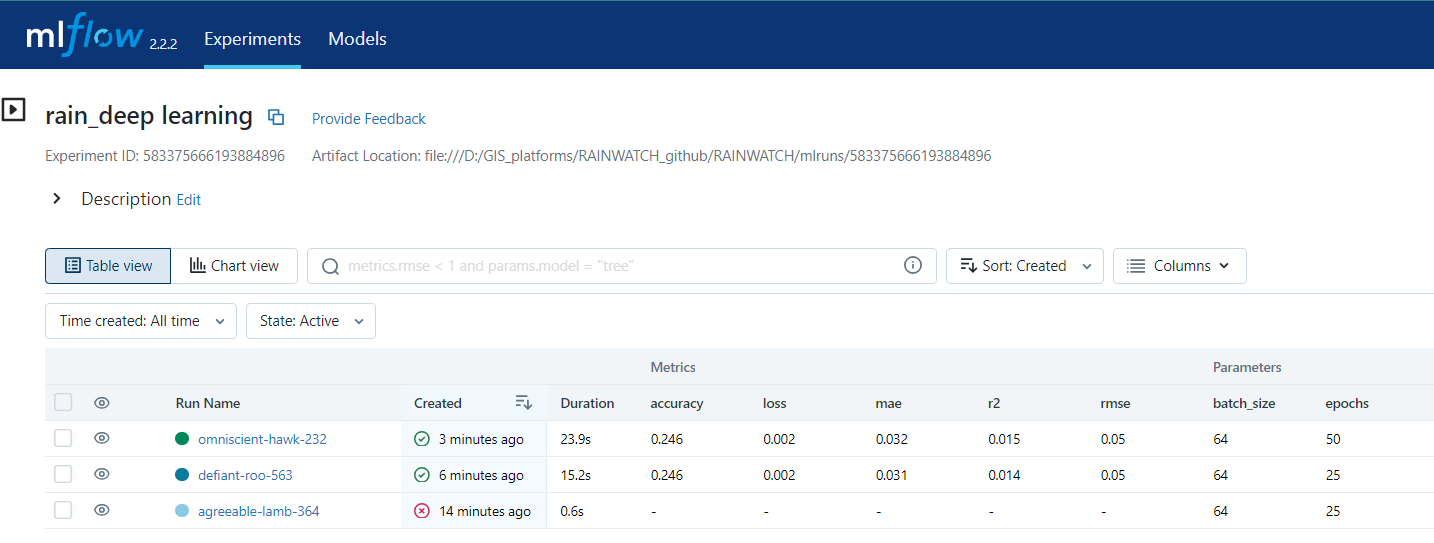 mlflow 2.2.2 Experiments Models
rain_deep learning Provide Feedback
Experiment ID: 583375666193884896 Artifact Location: file:///D:/GIS_platforms/RAINWATCH_github/RAINWATCH/mlruns/583375666193884896
Description Edit
Table view Chart view metrics.rmse < 1 and params.model = "tree" Sort: Created Columns
Time created: All time State: Active
Metrics Parameters
Run Name Created Duration accuracy loss mae r2 rmse batch_size epochs
omniscient-hawk-232 3 minutes ago 23.9s 0.246 0.002 0.032 0.015 0.05 64 50
defiant-roo-563 6 minutes ago 15.2s 0.246 0.002 0.031 0.014 0.05 64 25
agreeable-lamb-364 14 minutes ago 0.6s - - - - - 64 25